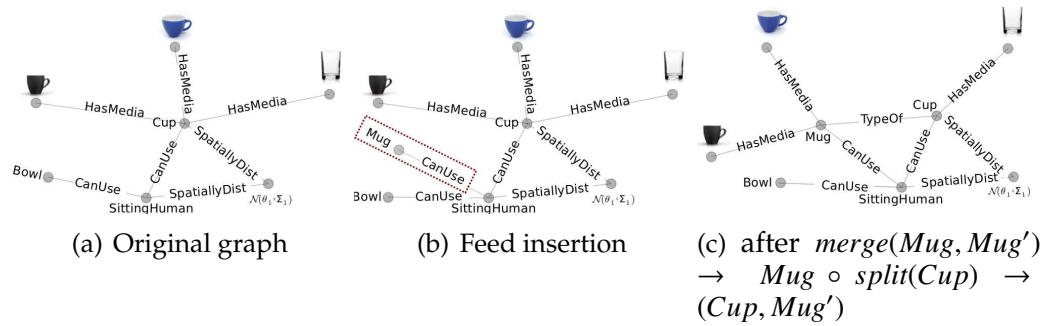 HasMedia
HasMedia
HasMedia
Cup
SpatiallyDist
CanUse
Bowl
CanUse
SpatiallyDist
SittingHuman
𝒩(θ₁,Σ₁)
(a) Original graph
HasMedia
HasMedia
HasMedia
Cup
Mug
CanUse
SpatiallyDist
CanUse
Bowl
CanUse
SpatiallyDist
SittingHuman
𝒩(θ₁,Σ₁)
(b) Feed insertion
HasMedia
HasMedia
Cup
TypeOf
HasMedia
Mug
SpatiallyDist
CanUse
CanUse
Bowl
CanUse
SpatiallyDist
SittingHuman
𝒩(θ₁,Σ₁)
(c) after merge(Mug, Mug′)
→ Mug ∘ split(Cup) →
(Cup, Mug′)